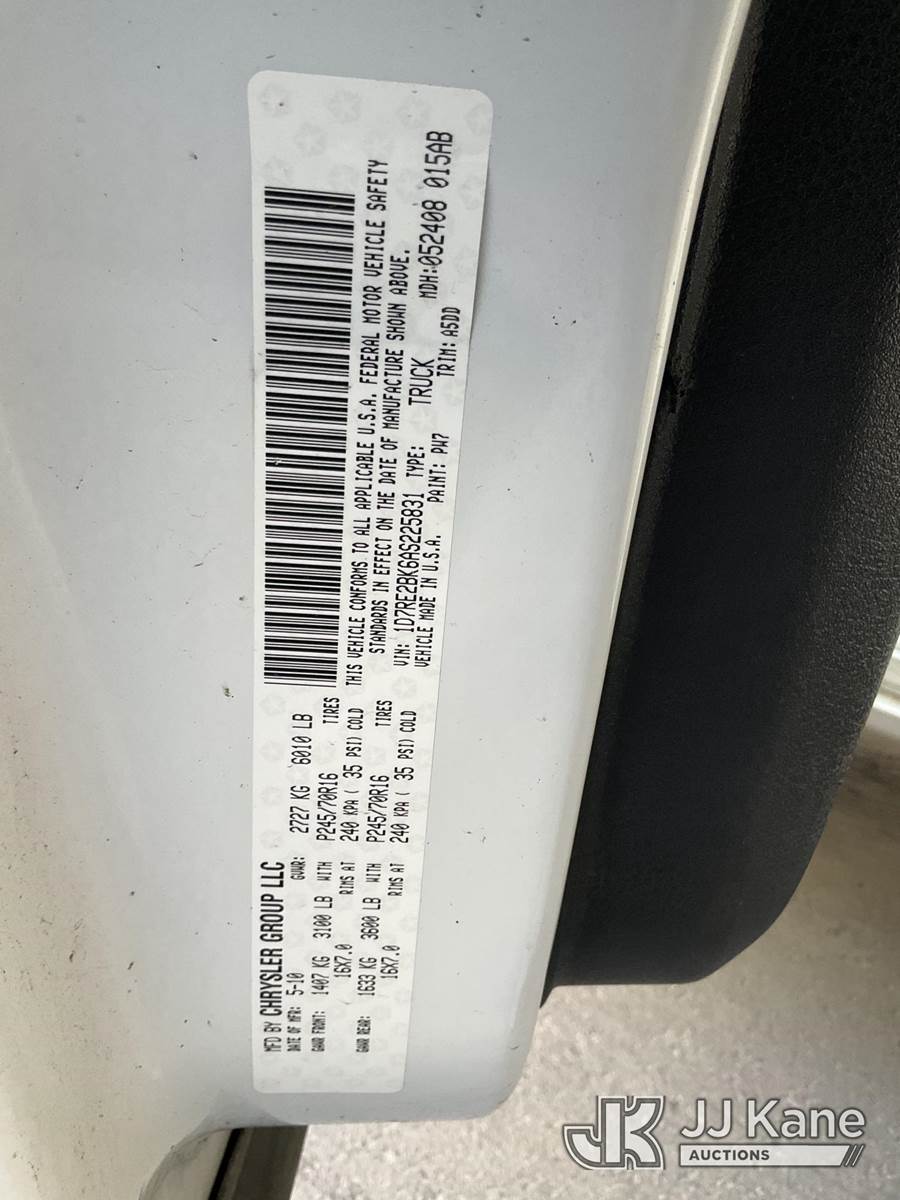 MFD BY CHRYSLER GROUP LLC
DATE OF MFR: 5-10 GVWR: 2727 KG 6010 LB
GAWR FRONT: 1407 KG 3100 LB WITH P245/70R16 TIRES
16X7.0 RIMS AT 240 KPA ( 35 PSI) COLD
GAWR REAR: 1633 KG 3600 LB WITH P245/70R16 TIRES
16X7.0 RIMS AT 240 KPA ( 35 PSI) COLD
THIS VEHICLE CONFORMS TO ALL APPLICABLE U.S.A. FEDERAL MOTOR VEHICLE SAFETY
STANDARDS IN EFFECT ON THE DATE OF MANUFACTURE SHOWN ABOVE.
VIN: 1D7RE2BK6AS225831 TYPE: TRUCK
VEHICLE MADE IN U.S.A. PAINT: PW7 TRIM: A5DD MDH:052408 015AB
JK JJ Kane
AUCTIONS